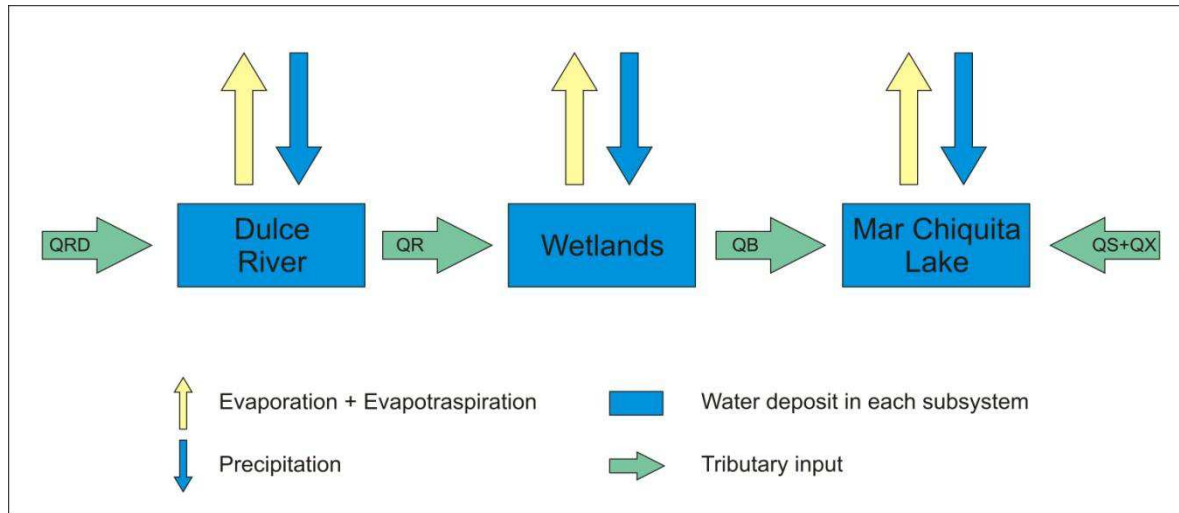 QRD
Dulce
River
QR
Wetlands
QB
Mar Chiquita
Lake
QS+QX
Evaporation + Evapotraspiration
Water deposit in each subsystem
Precipitation
Tributary input